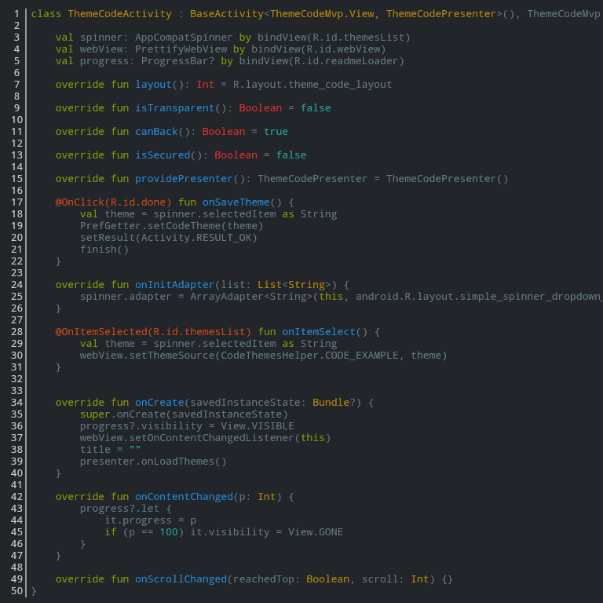 1 class ThemeCodeActivity : BaseActivity<ThemeCodeMvp.View, ThemeCodePresenter>(), ThemeCodeMvp
2
3 val spinner: AppCompatSpinner by bindView(R.id.themesList)
4 val webView: PrettifyWebView by bindView(R.id.webView)
5 val progress: ProgressBar? by bindView(R.id.readmeLoader)
6
7 override fun layout(): Int = R.layout.theme_code_layout
8
9 override fun isTransparent(): Boolean = false
10
11 override fun canBack(): Boolean = true
12
13 override fun isSecured(): Boolean = false
14
15 override fun providePresenter(): ThemeCodePresenter = ThemeCodePresenter()
16
17 @OnClick(R.id.done) fun onSaveTheme() {
18 val theme = spinner.selectedItem as String
19 PrefGetter.setCodeTheme(theme)
20 setResult(Activity.RESULT_OK)
21 finish()
22 }
23
24 override fun onInitAdapter(list: List<String>) {
25 spinner.adapter = ArrayAdapter<String>(this, android.R.layout.simple_spinner_dropdown_
26 }
27
28 @OnItemSelected(R.id.themesList) fun onItemSelect() {
29 val theme = spinner.selectedItem as String
30 webView.setThemeSource(CodeThemesHelper.CODE_EXAMPLE, theme)
31 }
32
33
34 override fun onCreate(savedInstanceState: Bundle?) {
35 super.onCreate(savedInstanceState)
36 progress?.visibility = View.VISIBLE
37 webView.setOnContentChangedListener(this)
38 title = ""
39 presenter.onLoadThemes()
40 }
41
42 override fun onContentChanged(p: Int) {
43 progress?.let {
44 it.progress = p
45 if (p == 100) it.visibility = View.GONE
46 }
47 }
48
49 override fun onScrollChanged(reachedTop: Boolean, scroll: Int) {}
50 }